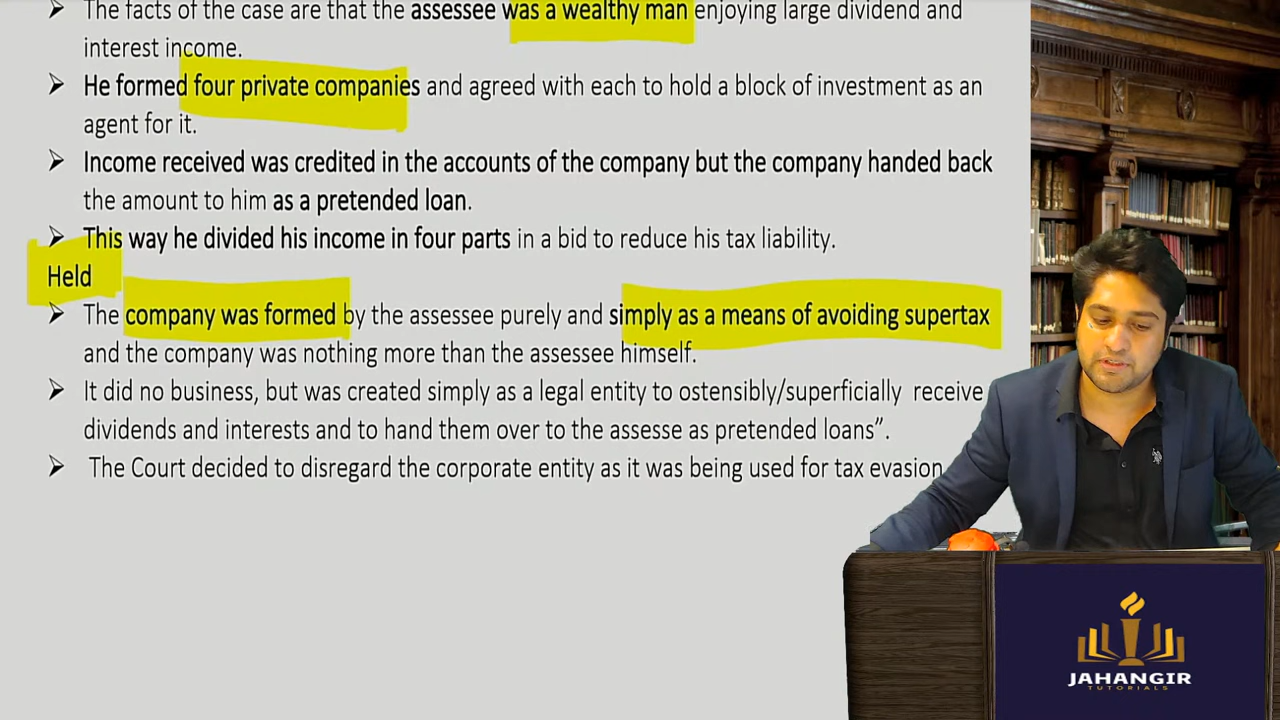 ➢ The facts of the case are that the assessee was a wealthy man enjoying large dividend and
interest income.
➢ He formed four private companies and agreed with each to hold a block of investment as an
agent for it.
➢ Income received was credited in the accounts of the company but the company handed back
the amount to him as a pretended loan.
➢ This way he divided his income in four parts in a bid to reduce his tax liability.
Held
➢ The company was formed by the assessee purely and simply as a means of avoiding supertax
and the company was nothing more than the assessee himself.
➢ It did no business, but was created simply as a legal entity to ostensibly/superficially receive
dividends and interests and to hand them over to the assesse as pretended loans”.
➢ The Court decided to disregard the corporate entity as it was being used for tax evasion
JAHANGIR
TUTORIALS